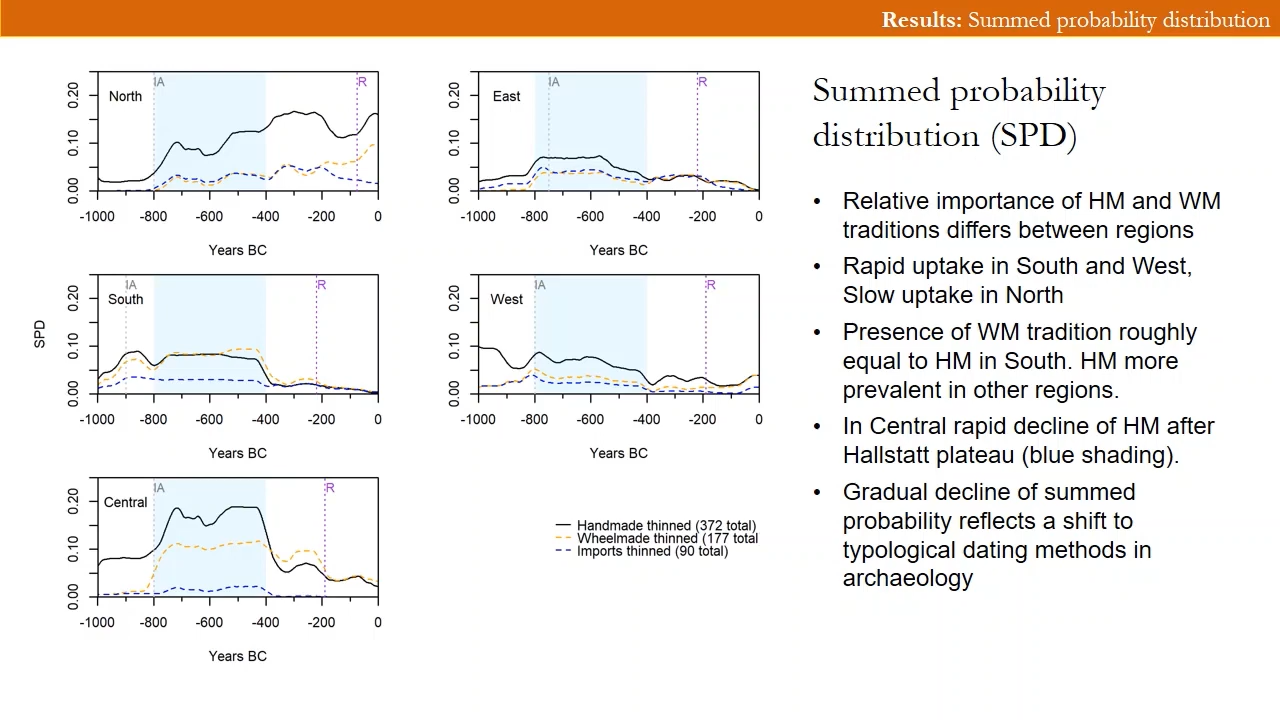 Results: Summed probability distribution
IA
R
North
0.00 0.10 0.20
-1000 -800 -600 -400 -200 0
Years BC
IA
R
East
0.00 0.10 0.20
-1000 -800 -600 -400 -200 0
Years BC
SPD
IA
R
South
0.00 0.10 0.20
-1000 -800 -600 -400 -200 0
Years BC
IA
R
West
0.00 0.10 0.20
-1000 -800 -600 -400 -200 0
Years BC
IA
R
Central
0.00 0.10 0.20
-1000 -800 -600 -400 -200 0
Years BC
Handmade thinned (372 total)
Wheelmade thinned (177 total
Imports thinned (90 total)
Summed probability
distribution (SPD)
• Relative importance of HM and WM
traditions differs between regions
• Rapid uptake in South and West,
Slow uptake in North
• Presence of WM tradition roughly
equal to HM in South. HM more
prevalent in other regions.
• In Central rapid decline of HM after
Hallstatt plateau (blue shading).
• Gradual decline of summed
probability reflects a shift to
typological dating methods in
archaeology